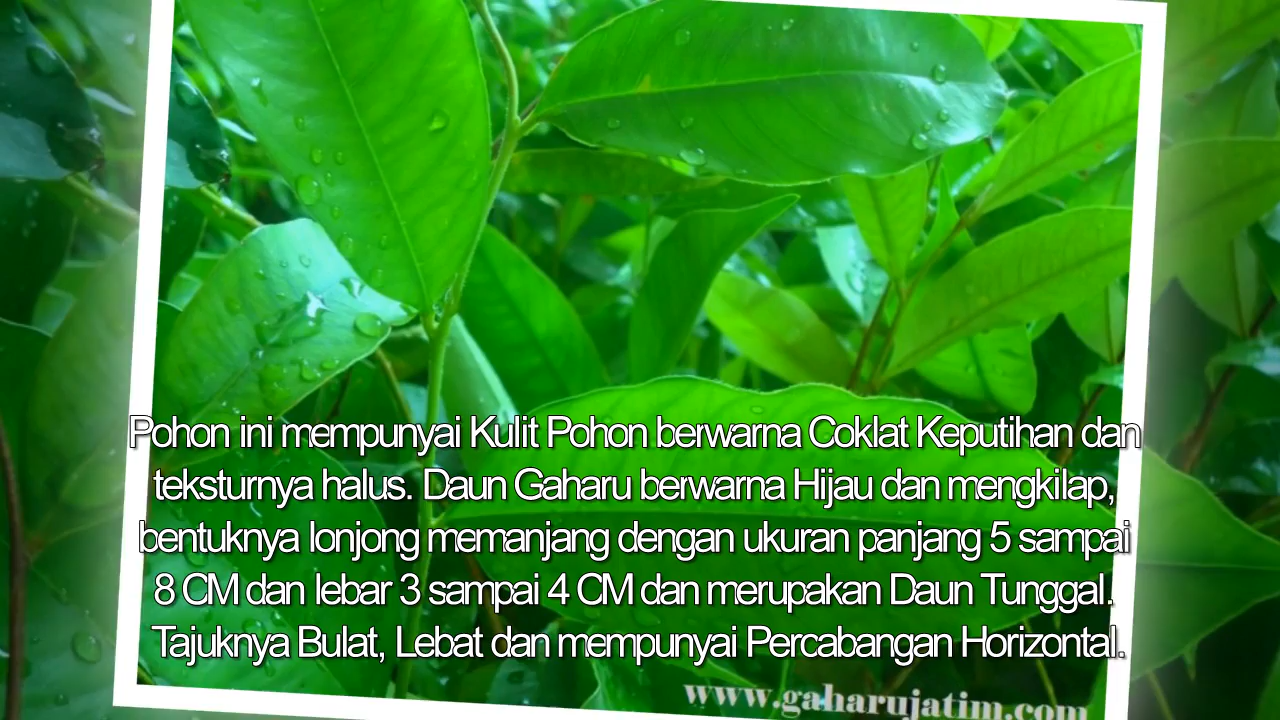 Pohon ini mempunyai Kulit Pohon berwarna Coklat Keputihan dan
teksturnya halus. Daun Gaharu berwarna Hijau dan mengkilap,
bentuknya lonjong memanjang dengan ukuran panjang 5 sampai
8 CM dan lebar 3 sampai 4 CM dan merupakan Daun Tunggal.
Tajuknya Bulat, Lebat dan mempunyai Percabangan Horizontal.
www.gaharujatim.com